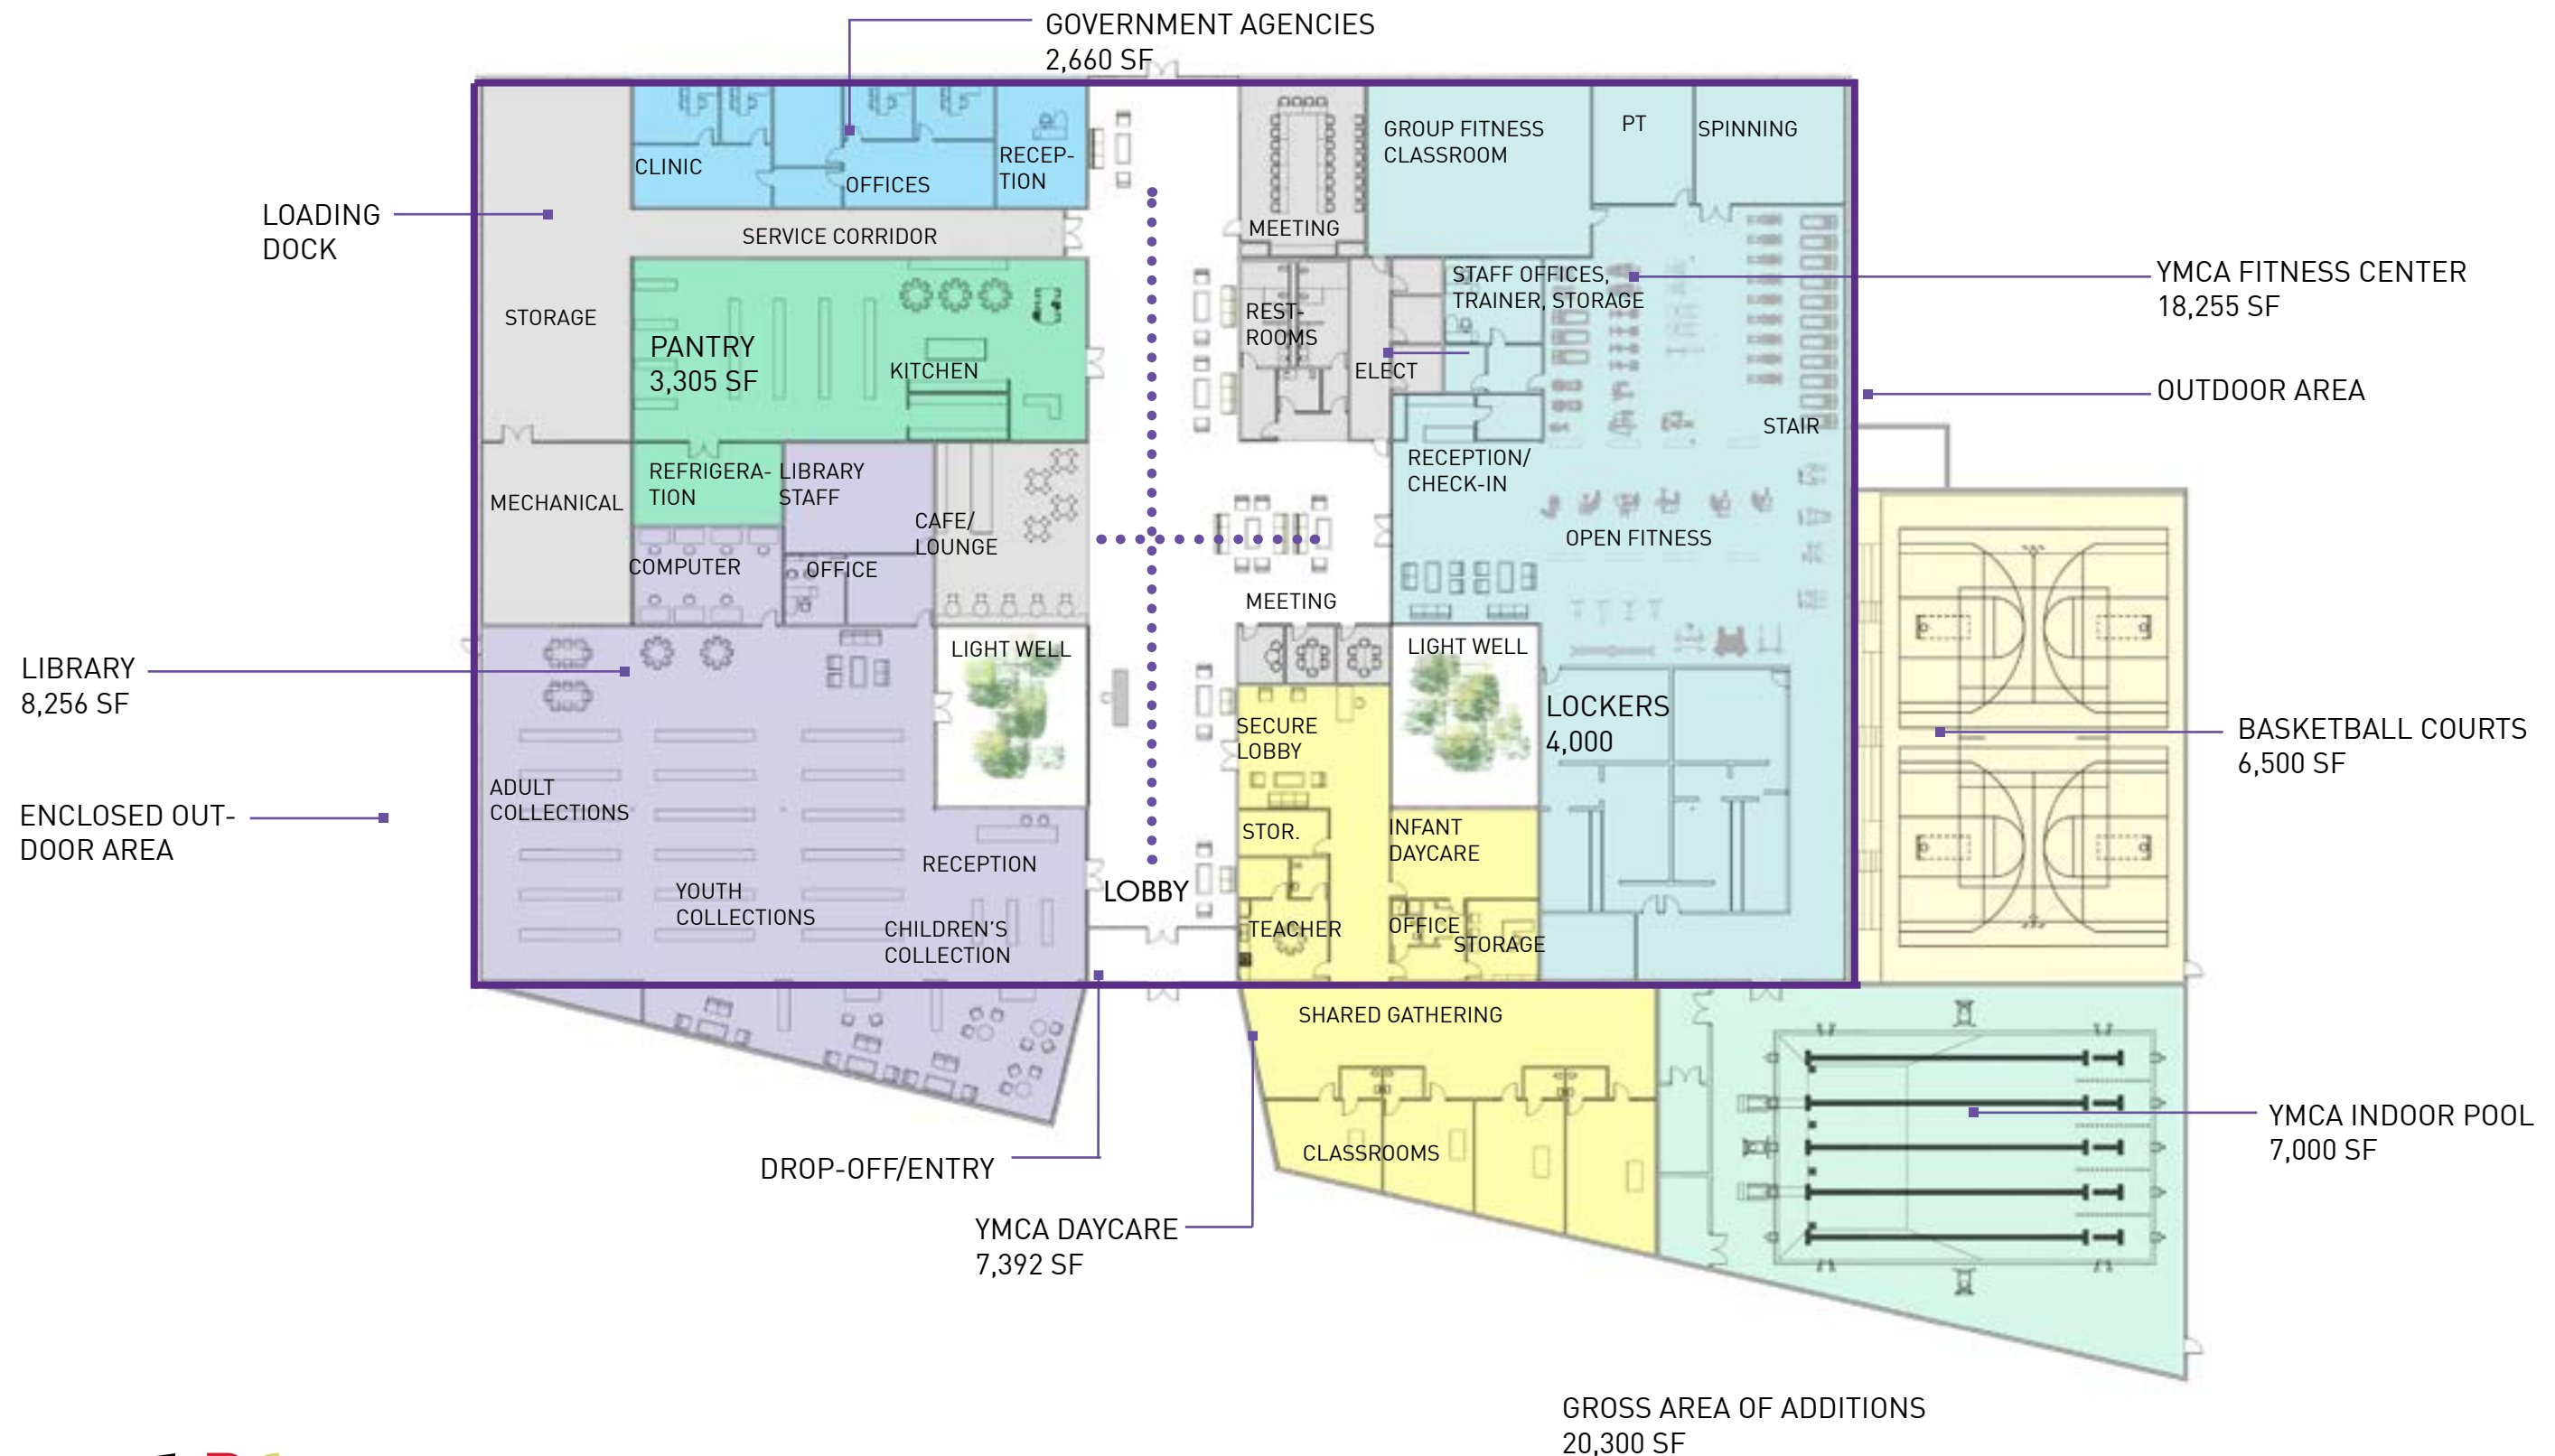 GOVERNMENT AGENCIES
2,660 SF
GROUP FITNESS
CLASSROOM
PT
SPINNING
CLINIC
OFFICES
RECEP-
TION
LOADING
DOCK
SERVICE CORRIDOR
MEETING
STAFF OFFICES,
TRAINER, STORAGE
YMCA FITNESS CENTER
18,255 SF
STORAGE
REST-
ROOMS
PANTRY
3,305 SF
KITCHEN
ELECT
OUTDOOR AREA
STAIR
REFRIGERA-
TION
LIBRARY
STAFF
RECEPTION/
CHECK-IN
MECHANICAL
CAFE/
LOUNGE
OPEN FITNESS
COMPUTER
OFFICE
MEETING
LIGHT WELL
LIGHT WELL
LIBRARY
8,256 SF
LOCKERS
4,000
SECURE
LOBBY
BASKETBALL COURTS
6,500 SF
ADULT
COLLECTIONS
ENCLOSED OUT-
DOOR AREA
STOR.
INFANT
DAYCARE
RECEPTION
YOUTH
COLLECTIONS
LOBBY
CHILDREN'S
COLLECTION
TEACHER
OFFICE
STORAGE
SHARED GATHERING
YMCA INDOOR POOL
7,000 SF
CLASSROOMS
DROP-OFF/ENTRY
YMCA DAYCARE
7,392 SF
GROSS AREA OF ADDITIONS
20,300 SF